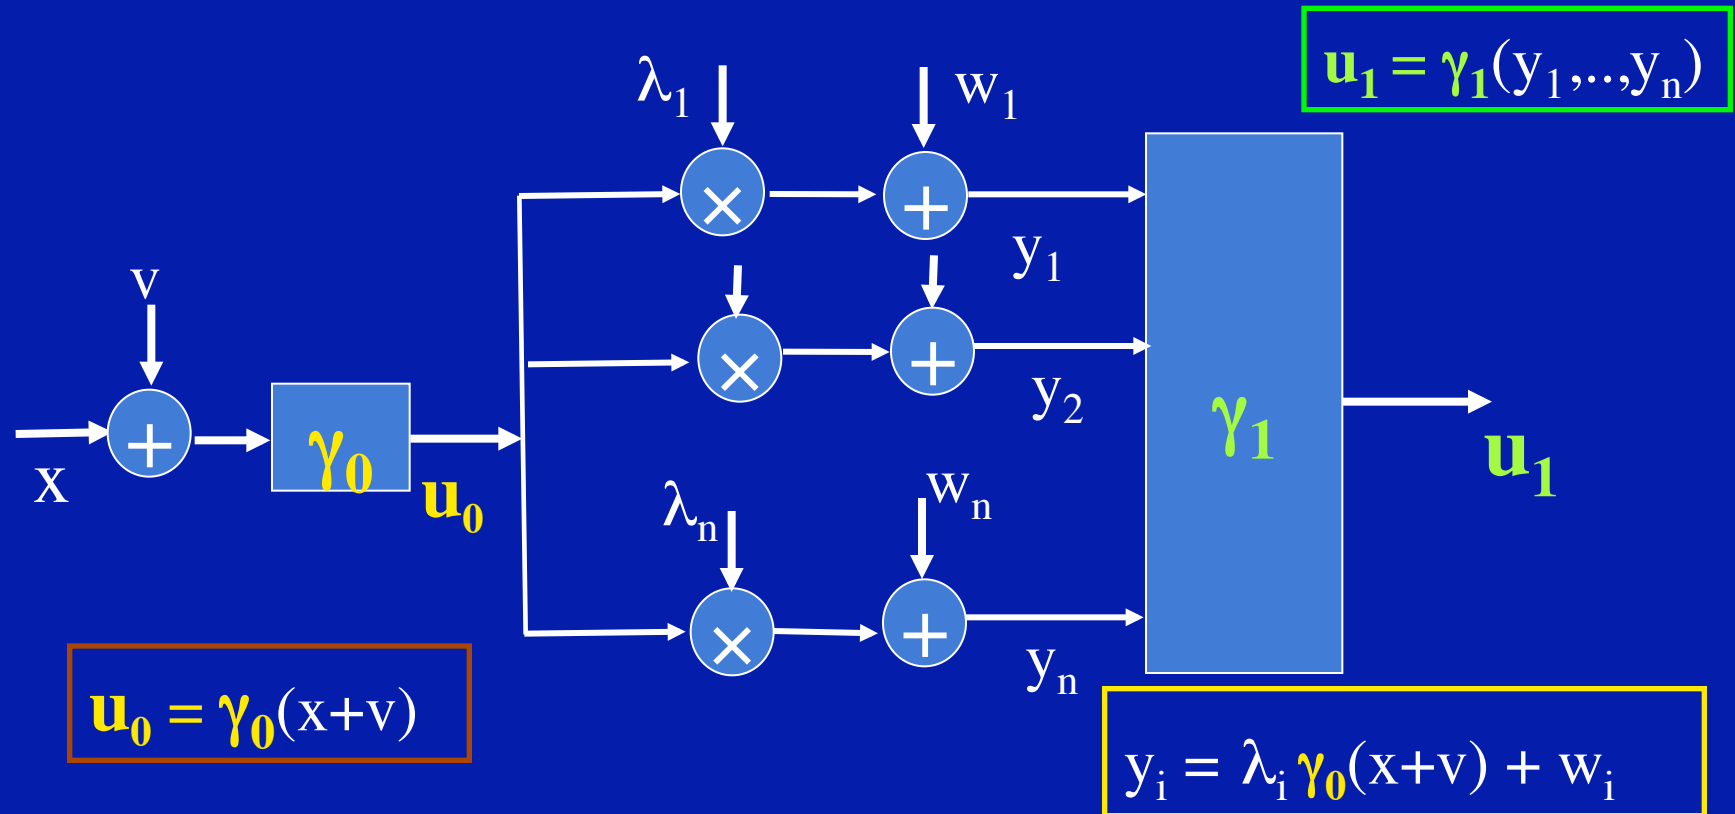 u₁ = γ₁(y₁,..,yₙ)
λ₁
w₁
×
+
y₁
v
×
+
y₂
+
x
γ₀
u₀
γ₁
u₁
λₙ
wₙ
×
+
yₙ
u₀ = γ₀(x+v)
yᵢ = λᵢ γ₀(x+v) + wᵢ